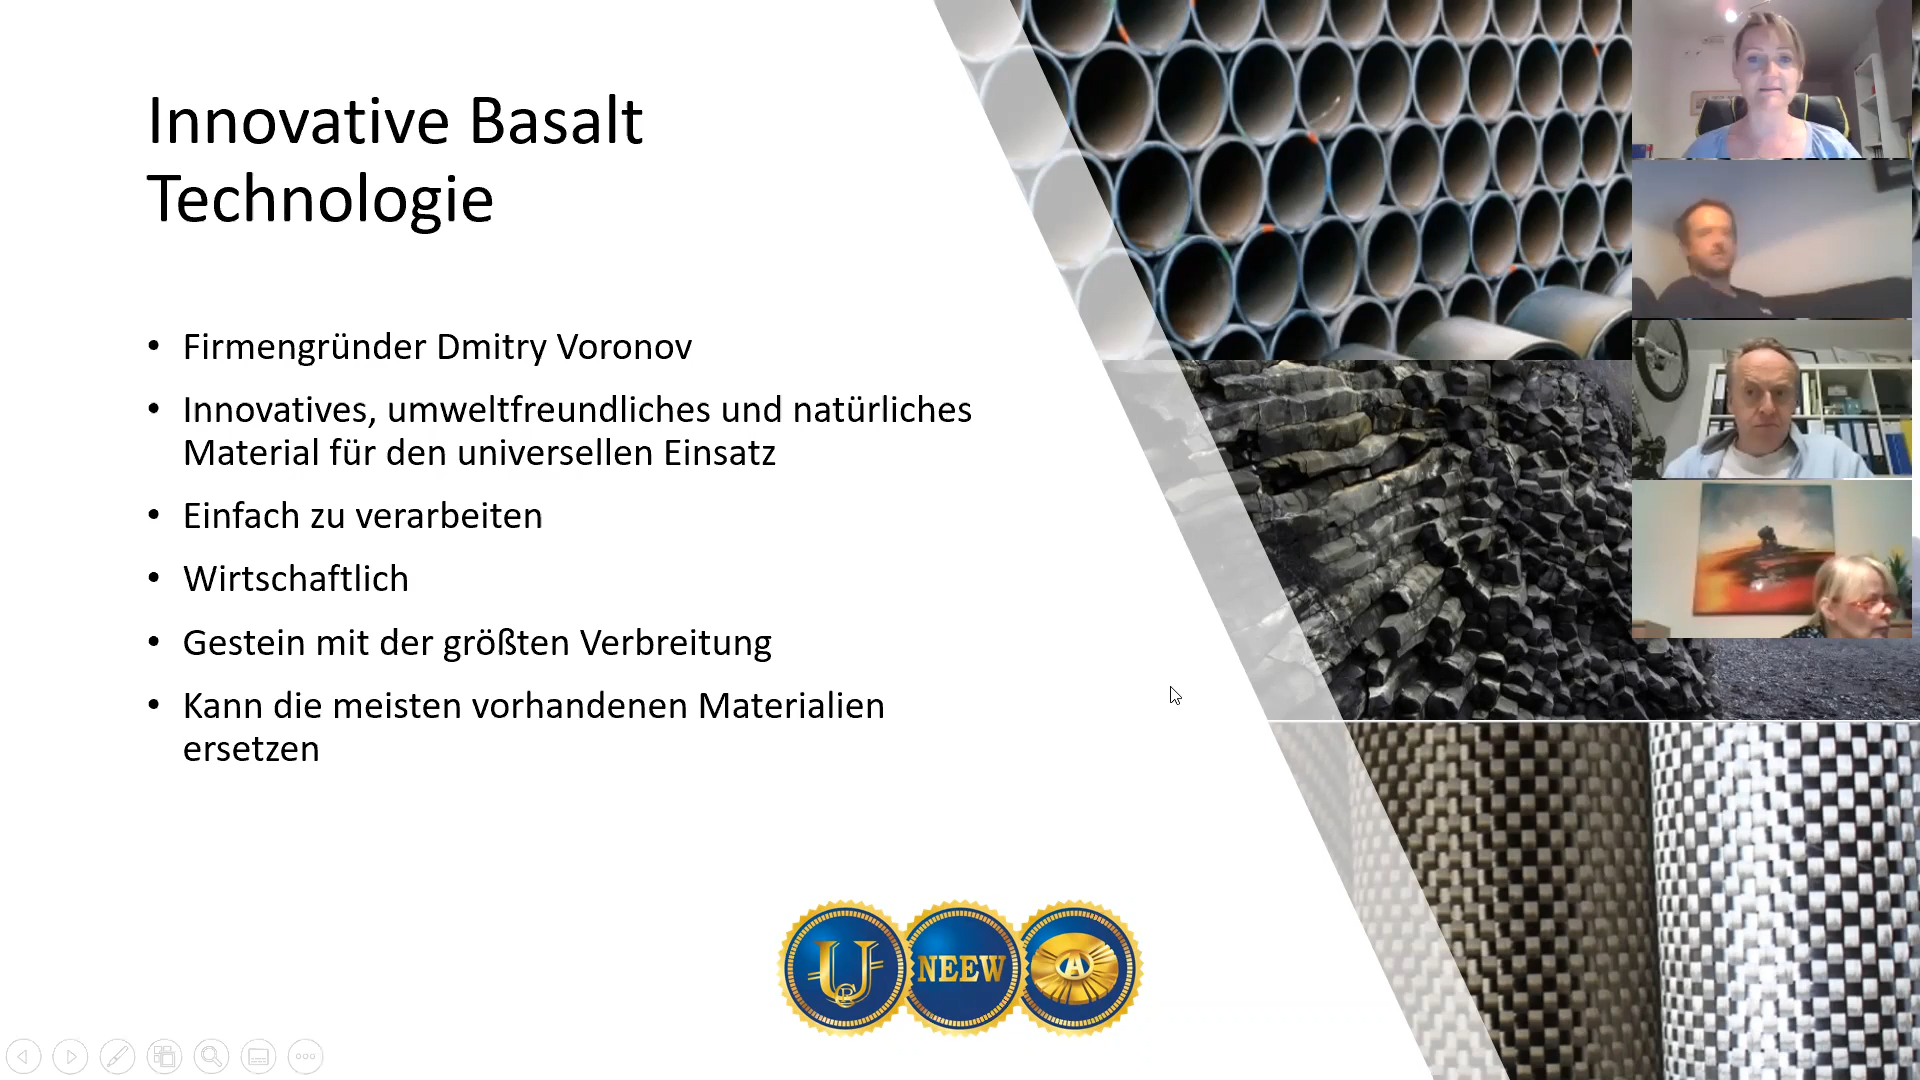 Innovative Basalt
Technologie
• Firmengründer Dmitry Voronov
• Innovatives, umweltfreundliches und natürliches
Material für den universellen Einsatz
• Einfach zu verarbeiten
• Wirtschaftlich
• Gestein mit der größten Verbreitung
• Kann die meisten vorhandenen Materialien
ersetzen
U
NEEW
A